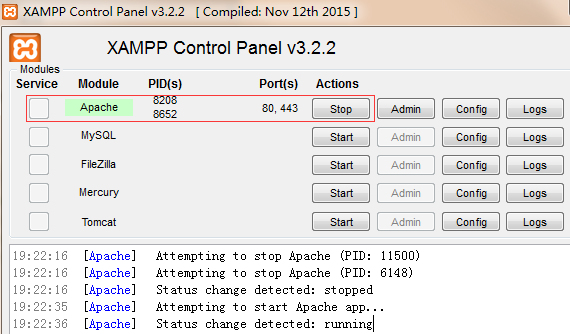 XAMPP Control Panel v3.2.2 [ Compiled: Nov 12th 2015 ]
XAMPP Control Panel v3.2.2
Modules
Service Module PID(s) Port(s) Actions
Apache 8208 8652 80, 443 Stop Admin Config Logs
MySQL Start Admin Config Logs
FileZilla Start Admin Config Logs
Mercury Start Admin Config Logs
Tomcat Start Admin Config Logs
19:22:16 [Apache] Attempting to stop Apache (PID: 11500)
19:22:16 [Apache] Attempting to stop Apache (PID: 6148)
19:22:16 [Apache] Status change detected: stopped
19:22:35 [Apache] Attempting to start Apache app...
19:22:36 [Apache] Status change detected: running